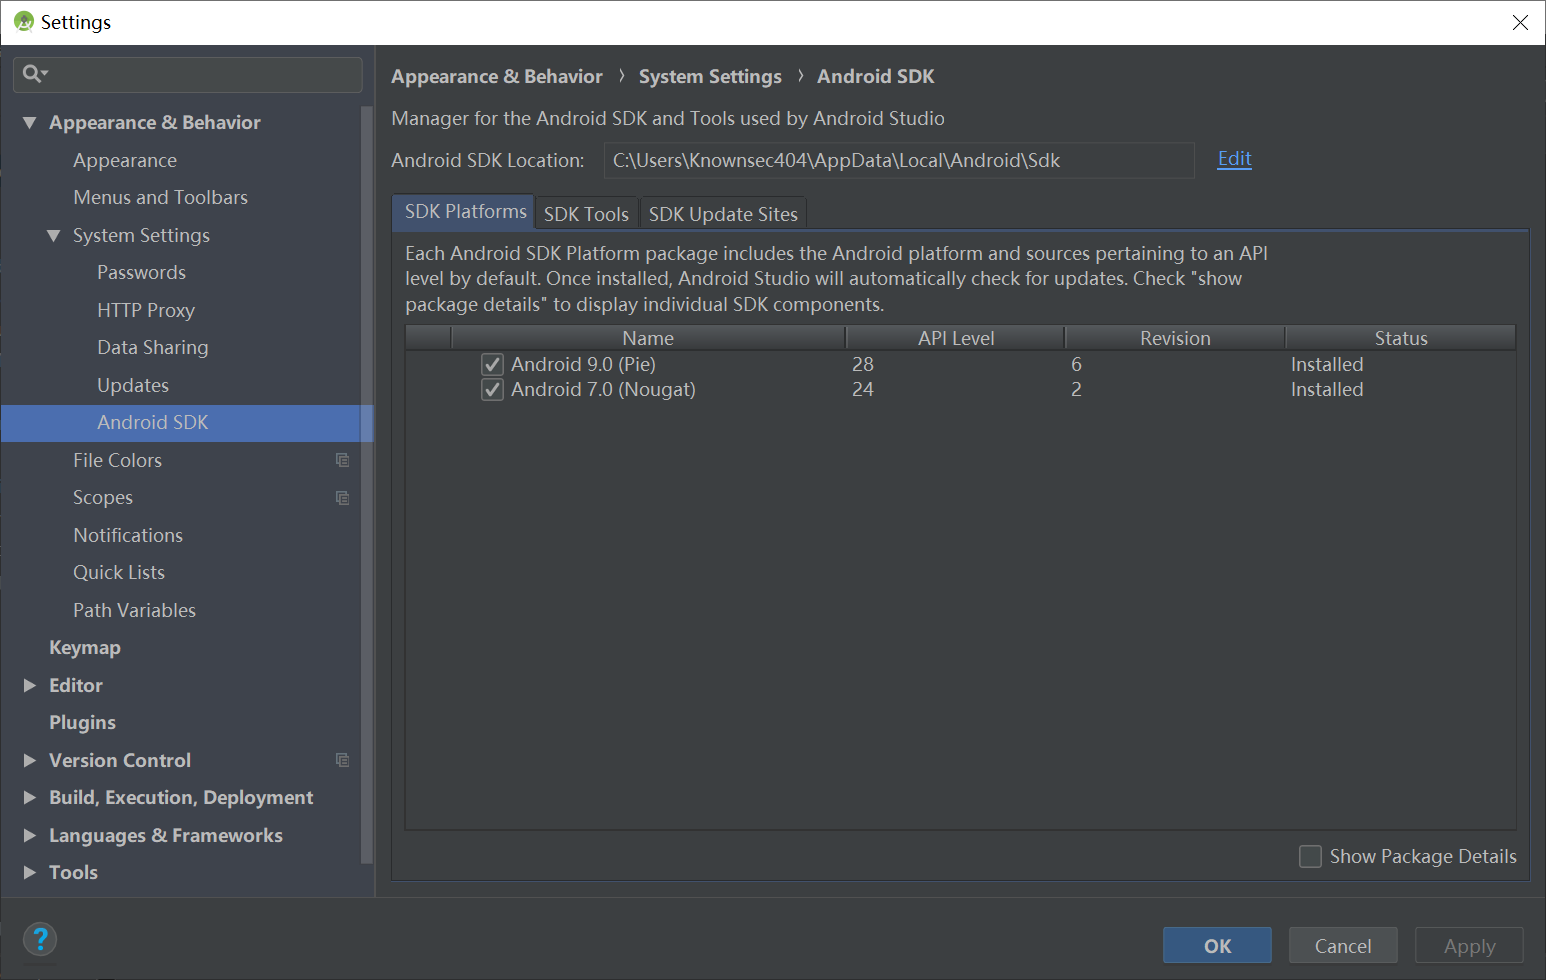 Settings
Appearance & Behavior
Appearance
Menus and Toolbars
System Settings
Passwords
HTTP Proxy
Data Sharing
Updates
Android SDK
File Colors
Scopes
Notifications
Quick Lists
Path Variables
Keymap
Editor
Plugins
Version Control
Build, Execution, Deployment
Languages & Frameworks
Tools
Appearance & Behavior › System Settings › Android SDK
Manager for the Android SDK and Tools used by Android Studio
Android SDK Location: C:\Users\Knownsec404\AppData\Local\Android\Sdk Edit
SDK Platforms SDK Tools SDK Update Sites
Each Android SDK Platform package includes the Android platform and sources pertaining to an API
level by default. Once installed, Android Studio will automatically check for updates. Check "show
package details" to display individual SDK components.
Name API Level Revision Status
Android 9.0 (Pie) 28 6 Installed
Android 7.0 (Nougat) 24 2 Installed
Show Package Details
? OK Cancel Apply